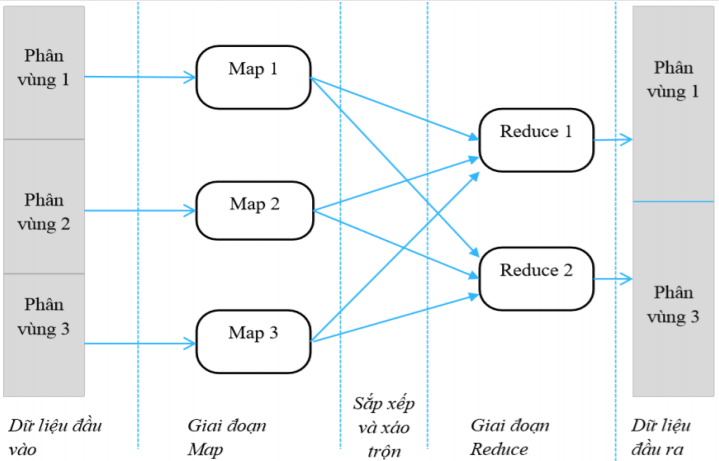 Phân
vùng 1
Map 1
Phân
vùng 1
Reduce 1
Phân
vùng 2
Map 2
Reduce 2
Phân
vùng 3
Map 3
Phân
vùng 3
Dữ liệu đầu
vào
Giai đoạn
Map
Sắp xếp
và xáo
trộn
Giai đoạn
Reduce
Dữ liệu
đầu ra